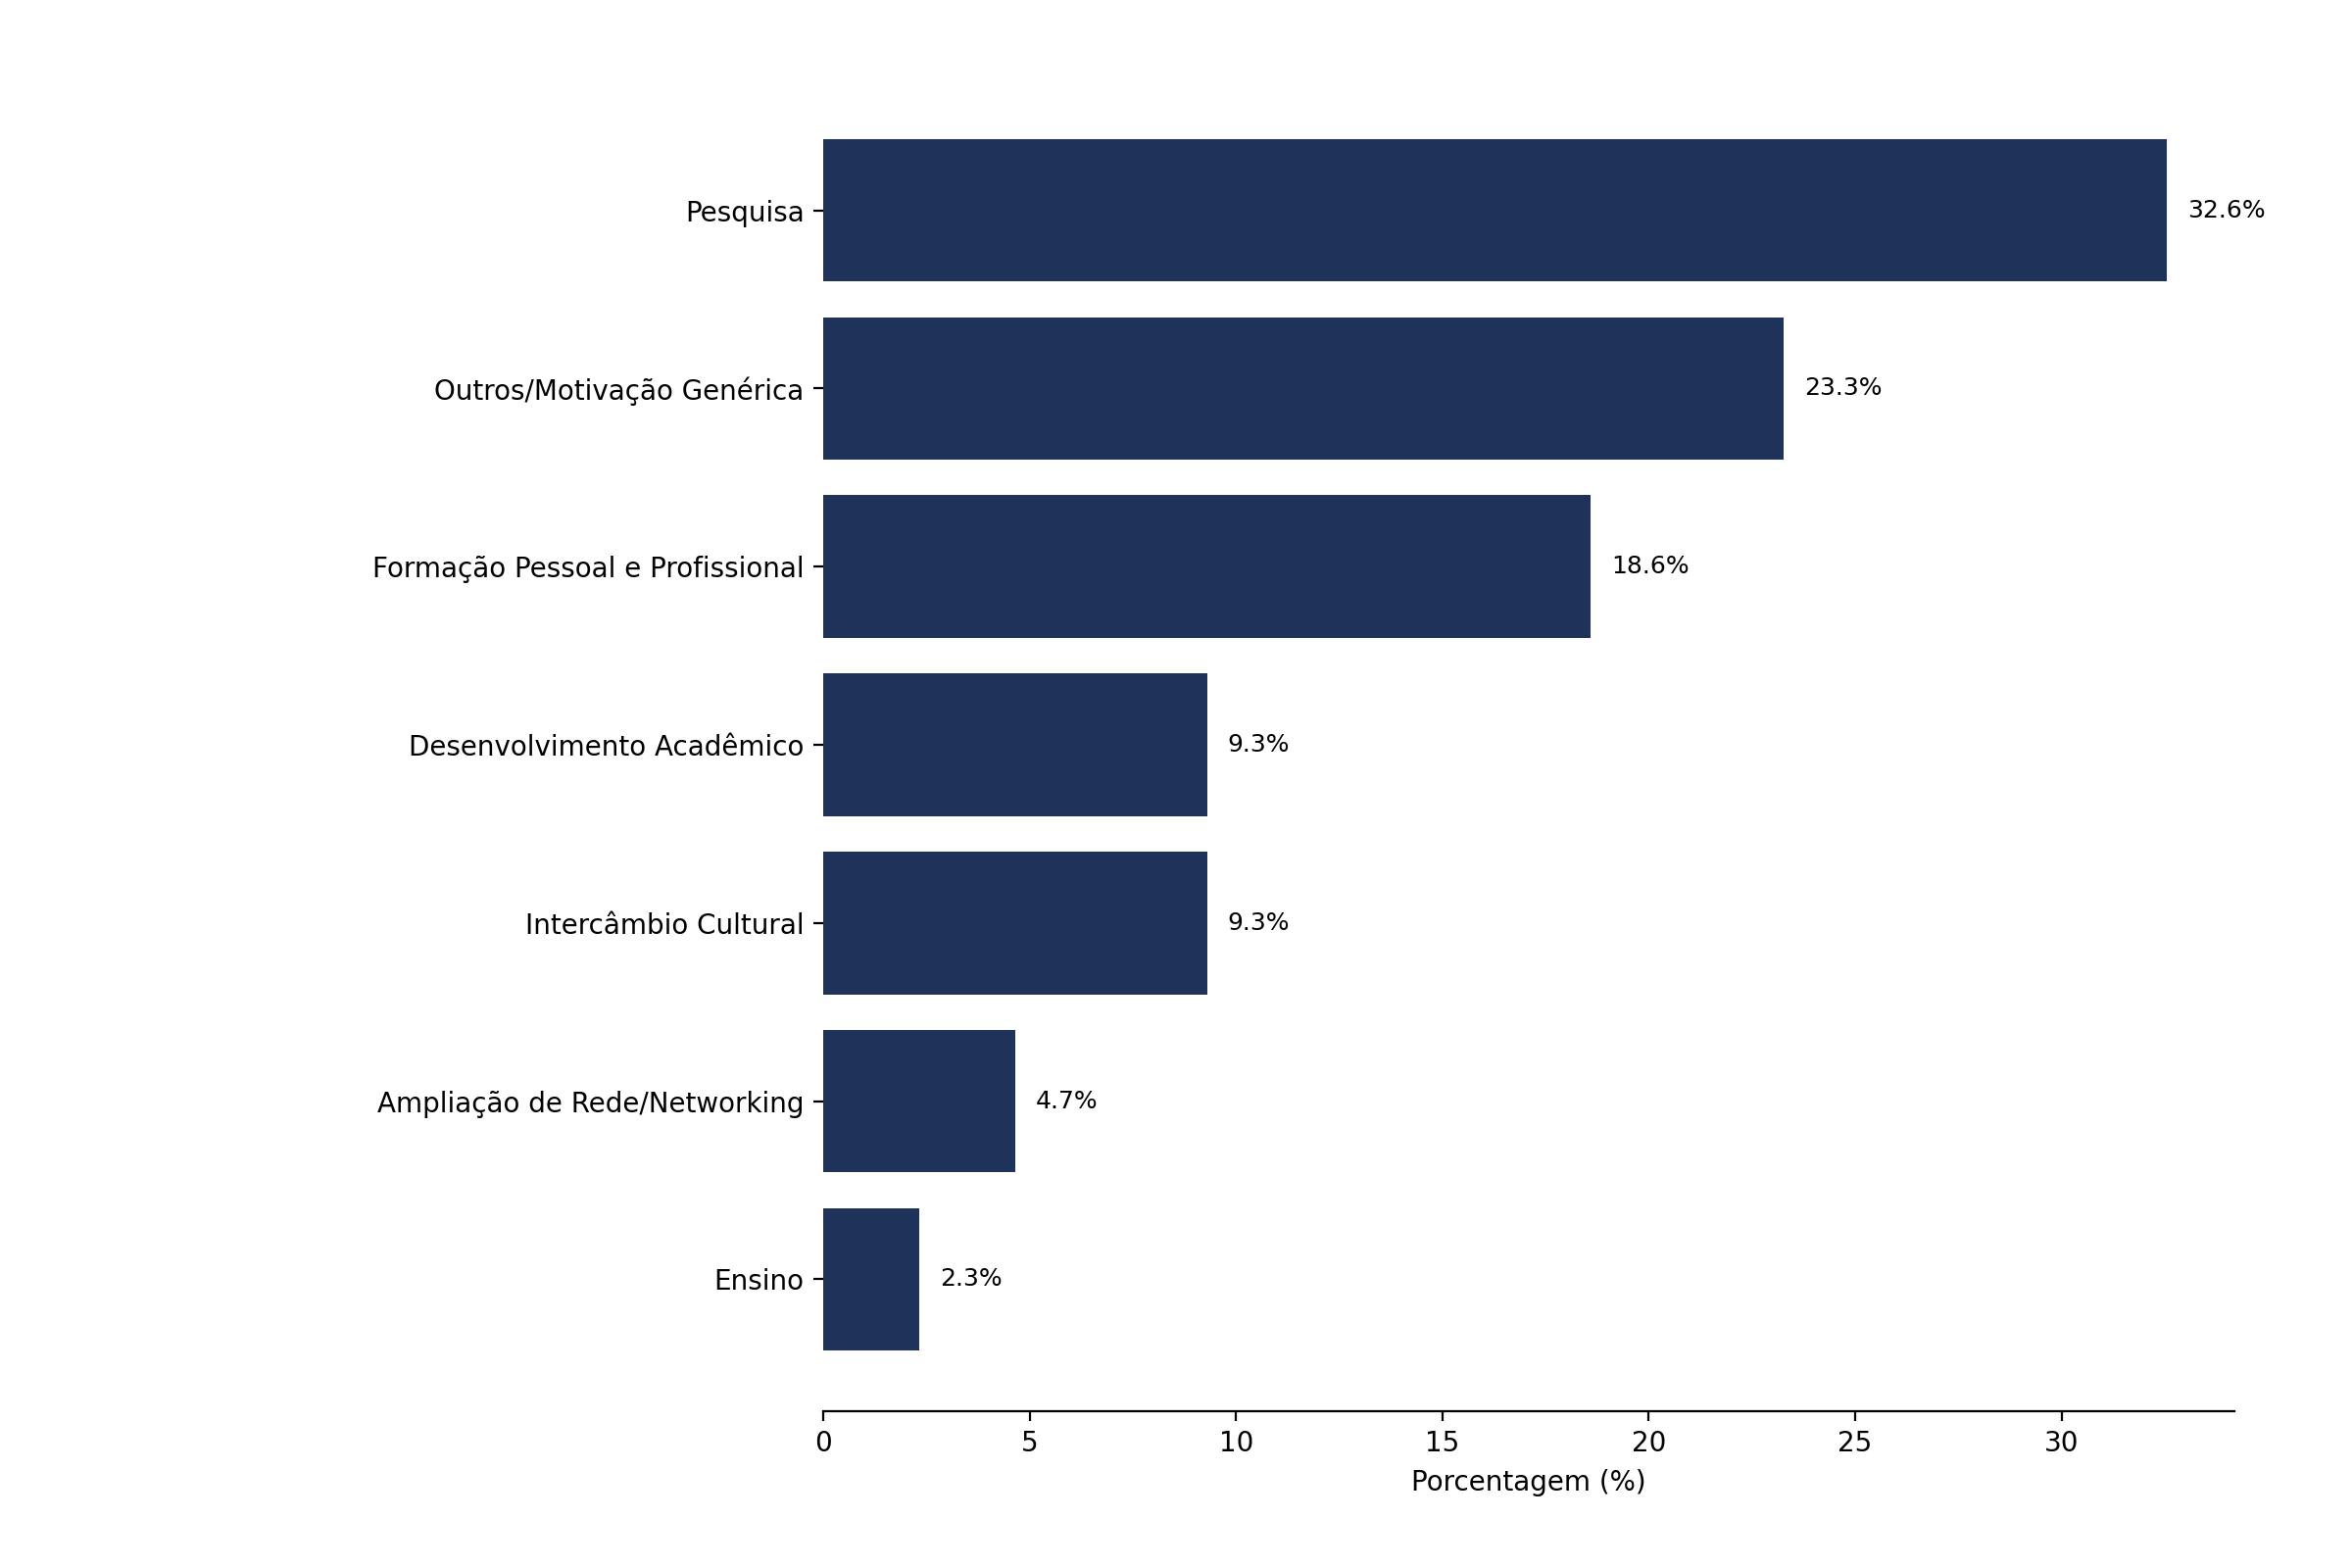 Pesquisa
32.6%
Outros/Motivação Genérica
23.3%
Formação Pessoal e Profissional
18.6%
Desenvolvimento Acadêmico
9.3%
Intercâmbio Cultural
9.3%
Ampliação de Rede/Networking
4.7%
Ensino
2.3%
0 5 10 15 20 25 30
Porcentagem (%)